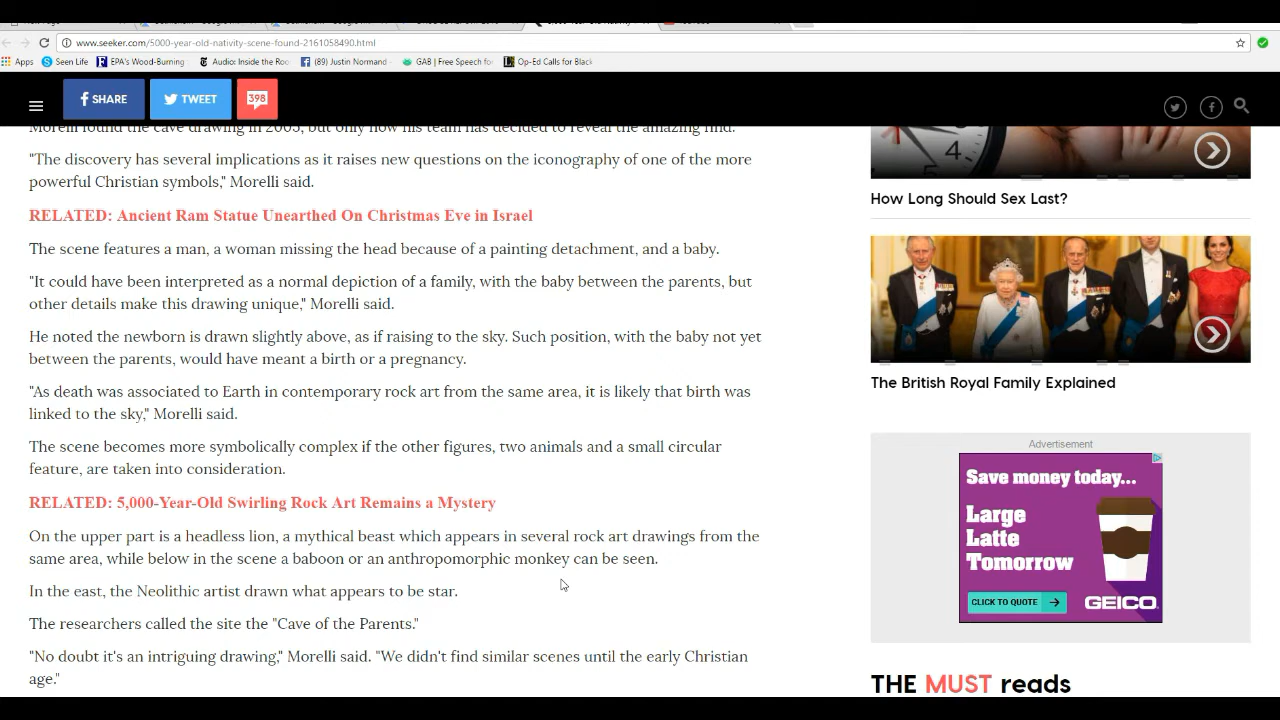 www.seeker.com/5000-year-old-nativity-scene-found-2161058490.html
Apps Seen Life EPA's Wood-Burning Audio: Inside the Roo (89) Justin Normand GAB | Free Speech fo Op-Ed Calls for Black
SHARE TWEET 398
Morelli found the cave drawing in 2005, but only now his team has decided to reveal the amazing find.
"The discovery has several implications as it raises new questions on the iconography of one of the more
powerful Christian symbols," Morelli said.
RELATED: Ancient Ram Statue Unearthed On Christmas Eve in Israel
The scene features a man, a woman missing the head because of a painting detachment, and a baby.
"It could have been interpreted as a normal depiction of a family, with the baby between the parents, but
other details make this drawing unique," Morelli said.
He noted the newborn is drawn slightly above, as if raising to the sky. Such position, with the baby not yet
between the parents, would have meant a birth or a pregnancy.
"As death was associated to Earth in contemporary rock art from the same area, it is likely that birth was
linked to the sky," Morelli said.
The scene becomes more symbolically complex if the other figures, two animals and a small circular
feature, are taken into consideration.
RELATED: 5,000-Year-Old Swirling Rock Art Remains a Mystery
On the upper part is a headless lion, a mythical beast which appears in several rock art drawings from the
same area, while below in the scene a baboon or an anthropomorphic monkey can be seen.
In the east, the Neolithic artist drawn what appears to be star.
The researchers called the site the "Cave of the Parents."
"No doubt it's an intriguing drawing," Morelli said. "We didn't find similar scenes until the early Christian
age."
4
5
How Long Should Sex Last?
The British Royal Family Explained
Advertisement
Save money today...
Large
Latte
Tomorrow
CLICK TO QUOTE
GEICO
THE MUST reads